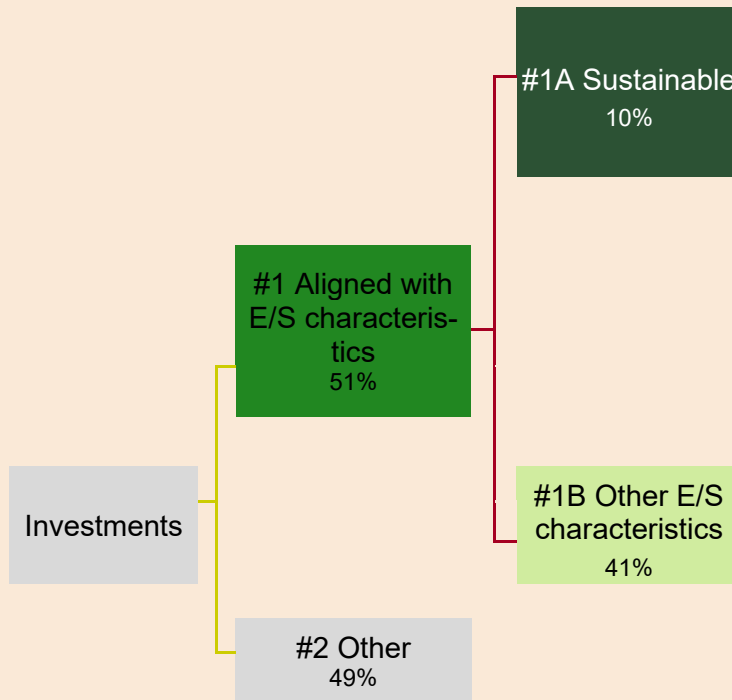 #1A Sustainable
10%
#1 Aligned with
E/S characteris-
tics
51%
#1B Other E/S
characteristics
41%
Investments
#2 Other
49%